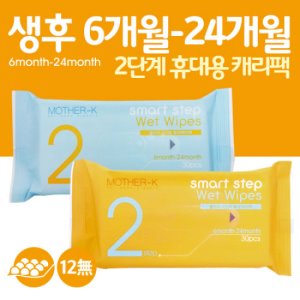 생후 6개월-24개월
6month-24month
2단계 휴대용 캐리팩
MOTHER-K
smart step
Wet Wipes
2
6month-24month
30pcs
MOTHER-K
smart step
Wet Wipes
2
6month-24month
30pcs
12無